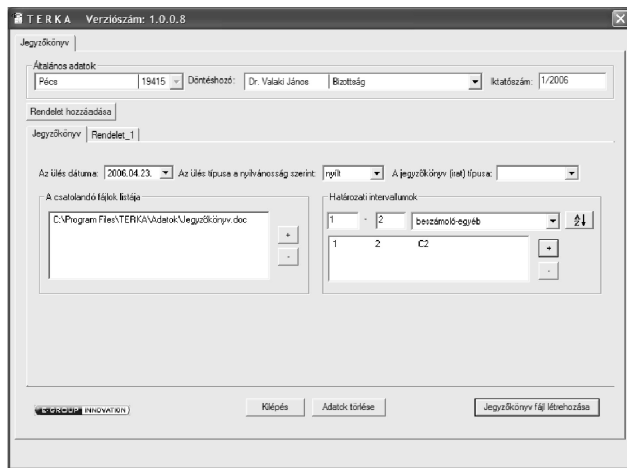 TERKA Verziószám: 1.0.0.8
Jegyzőkönyv
Átalános adatok
Pécs 19415 Döntéshozó: Dr. Valaki János Bizottság Iktatószám: 1/2006
Rendelet hozzáadása
Jegyzőkönyv Rendelet_1
Az ülés dátuma: 2006.04.23. Az ülés típusa a nyilvánosság szerint: nyílt A jegyzőkönyv (irat) típusa:
A csatolandó fájlok listája Határozati intervallumok
1 - 2 beszámoló-egyéb
C:\Program Files\TERKA\Adatok\Jegyzőkönyv.doc
1 2 C2
+ +
- -
E-GROUP INNOVATION Kilépés Adatok törlése Jegyzőkönyv fájl létrehozása